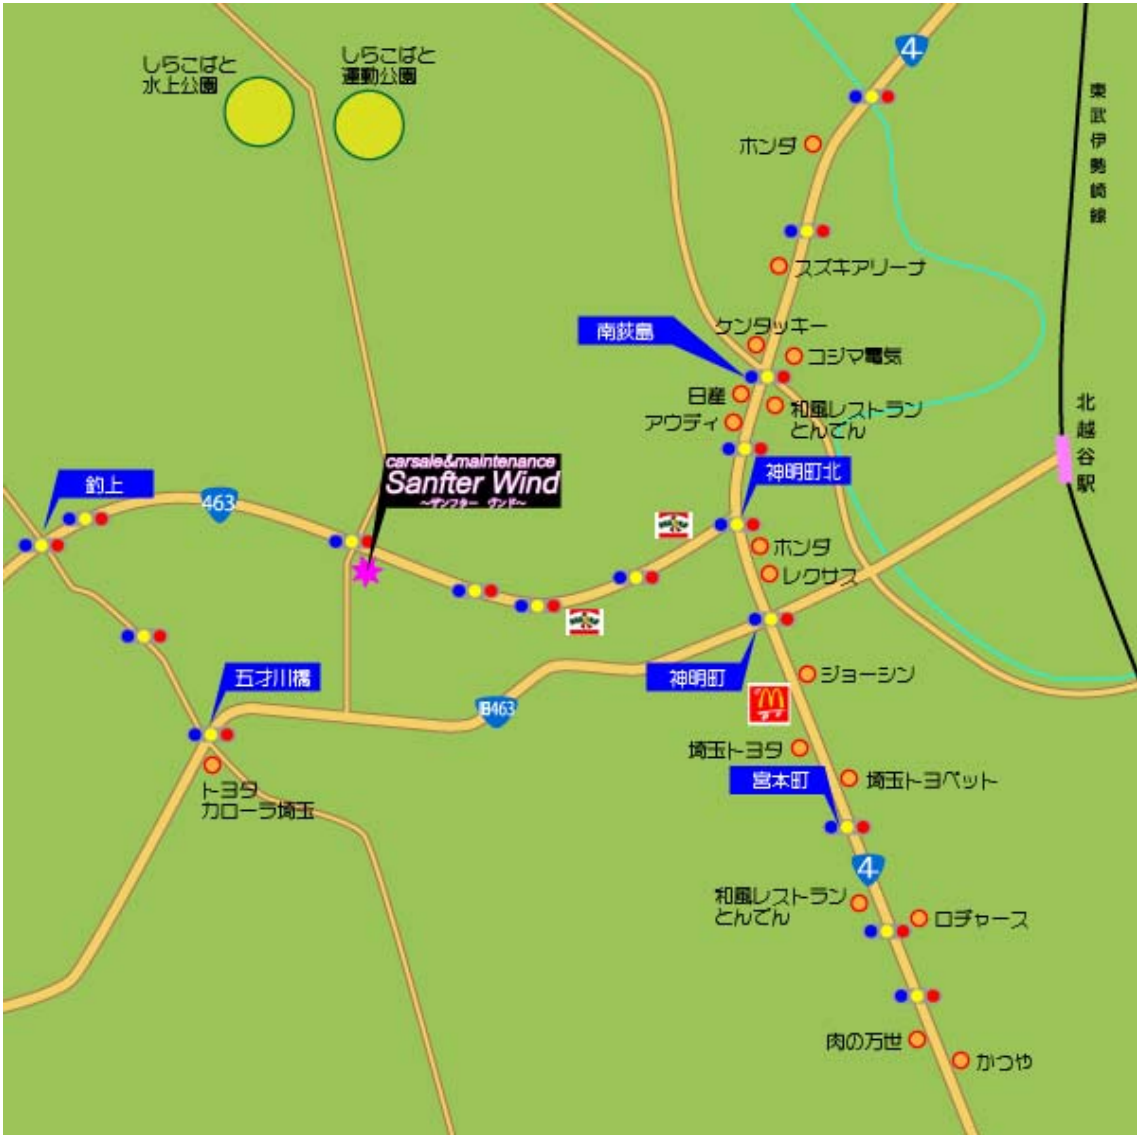 しらこばと
水上公園
しらこばと
運動公園
4
東武伊勢崎線
ホンダ
スズキアリーナ
ケンタッキー
南荻島
コジマ電気
日産
和風レストラン
とんでん
アウディ
北越谷駅
carsale&maintenance
Sanfter Wind
神明町北
釣上
463
ホンダ
レクサス
神明町
ジョーシン
五才川橋
旧463
埼玉トヨタ
宮本町
埼玉トヨペット
トヨタ
カローラ埼玉
4
和風レストラン
とんでん
ロヂャース
肉の万世
かつや